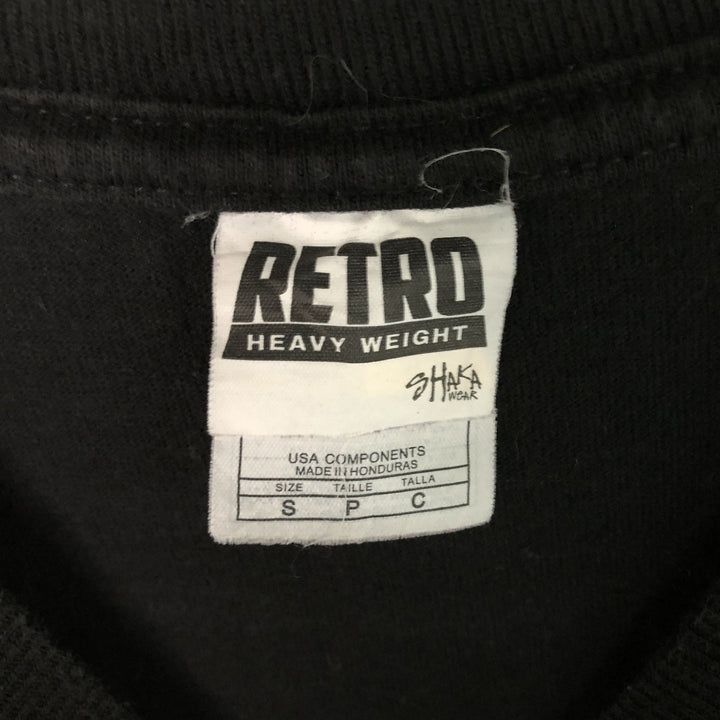 RETRO
HEAVY WEIGHT
SHAKA
WEAR
USA COMPONENTS
MADE IN HONDURAS
SIZE TAILLE TALLA
S P C